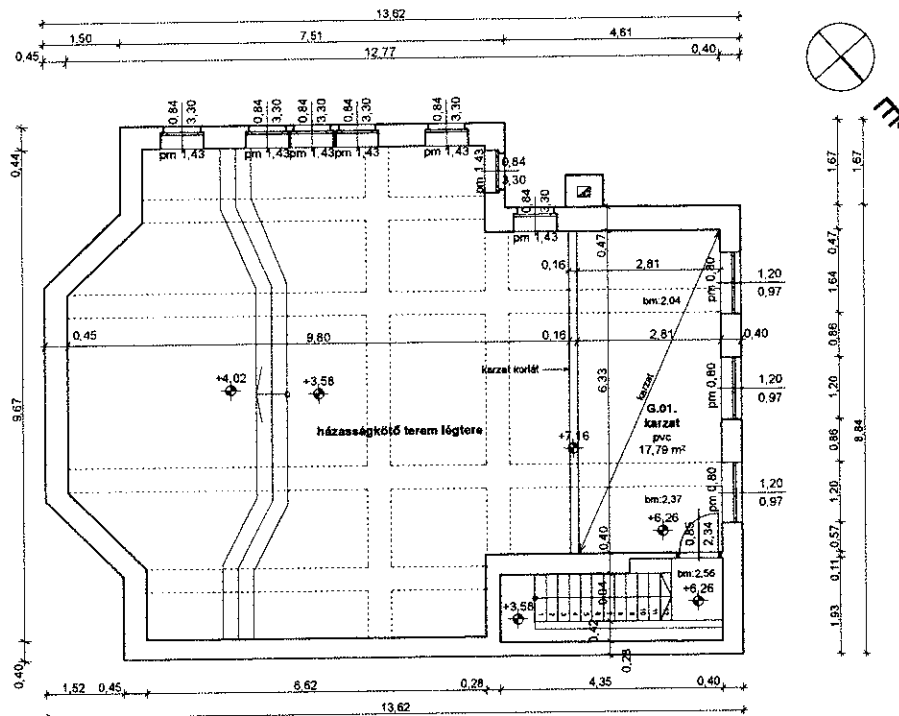 13,62
1,50 7,51 4,61
0,45 12,77 0,40
0,84 3,30 0,84 3,30 0,84 3,30 0,84 3,30 0,84 3,30
pm 1,43 pm 1,43 pm 1,43 pm 1,43 pm 1,43
pm 1,43 0,84 3,30
0,84 3,30
pm 1,43
É
0,44
9,67
0,40
1,67 1,67
0,47
1,64
0,86
1,20
0,86
1,20
0,57
0,11
1,93
8,84
0,47
0,16 2,81
pm 0,80 1,20 0,97
bm:2,04
0,45 9,80 0,16 2,81 0,40
karzat korlát
6,33
karzat
pm 0,80 1,20 0,97
+4,02 +3,58
G.01.
karzat
pvc
17,79 m²
házasságkötő terem légtere
+7,16
pm 0,80 1,20 0,97
bm:2,37
+6,26
0,40
0,85 2,34
bm:2,56
+6,26
+3,58
0,94
0,42
0,28
1,52 0,45 6,62 0,28 4,35 0,40
13,62